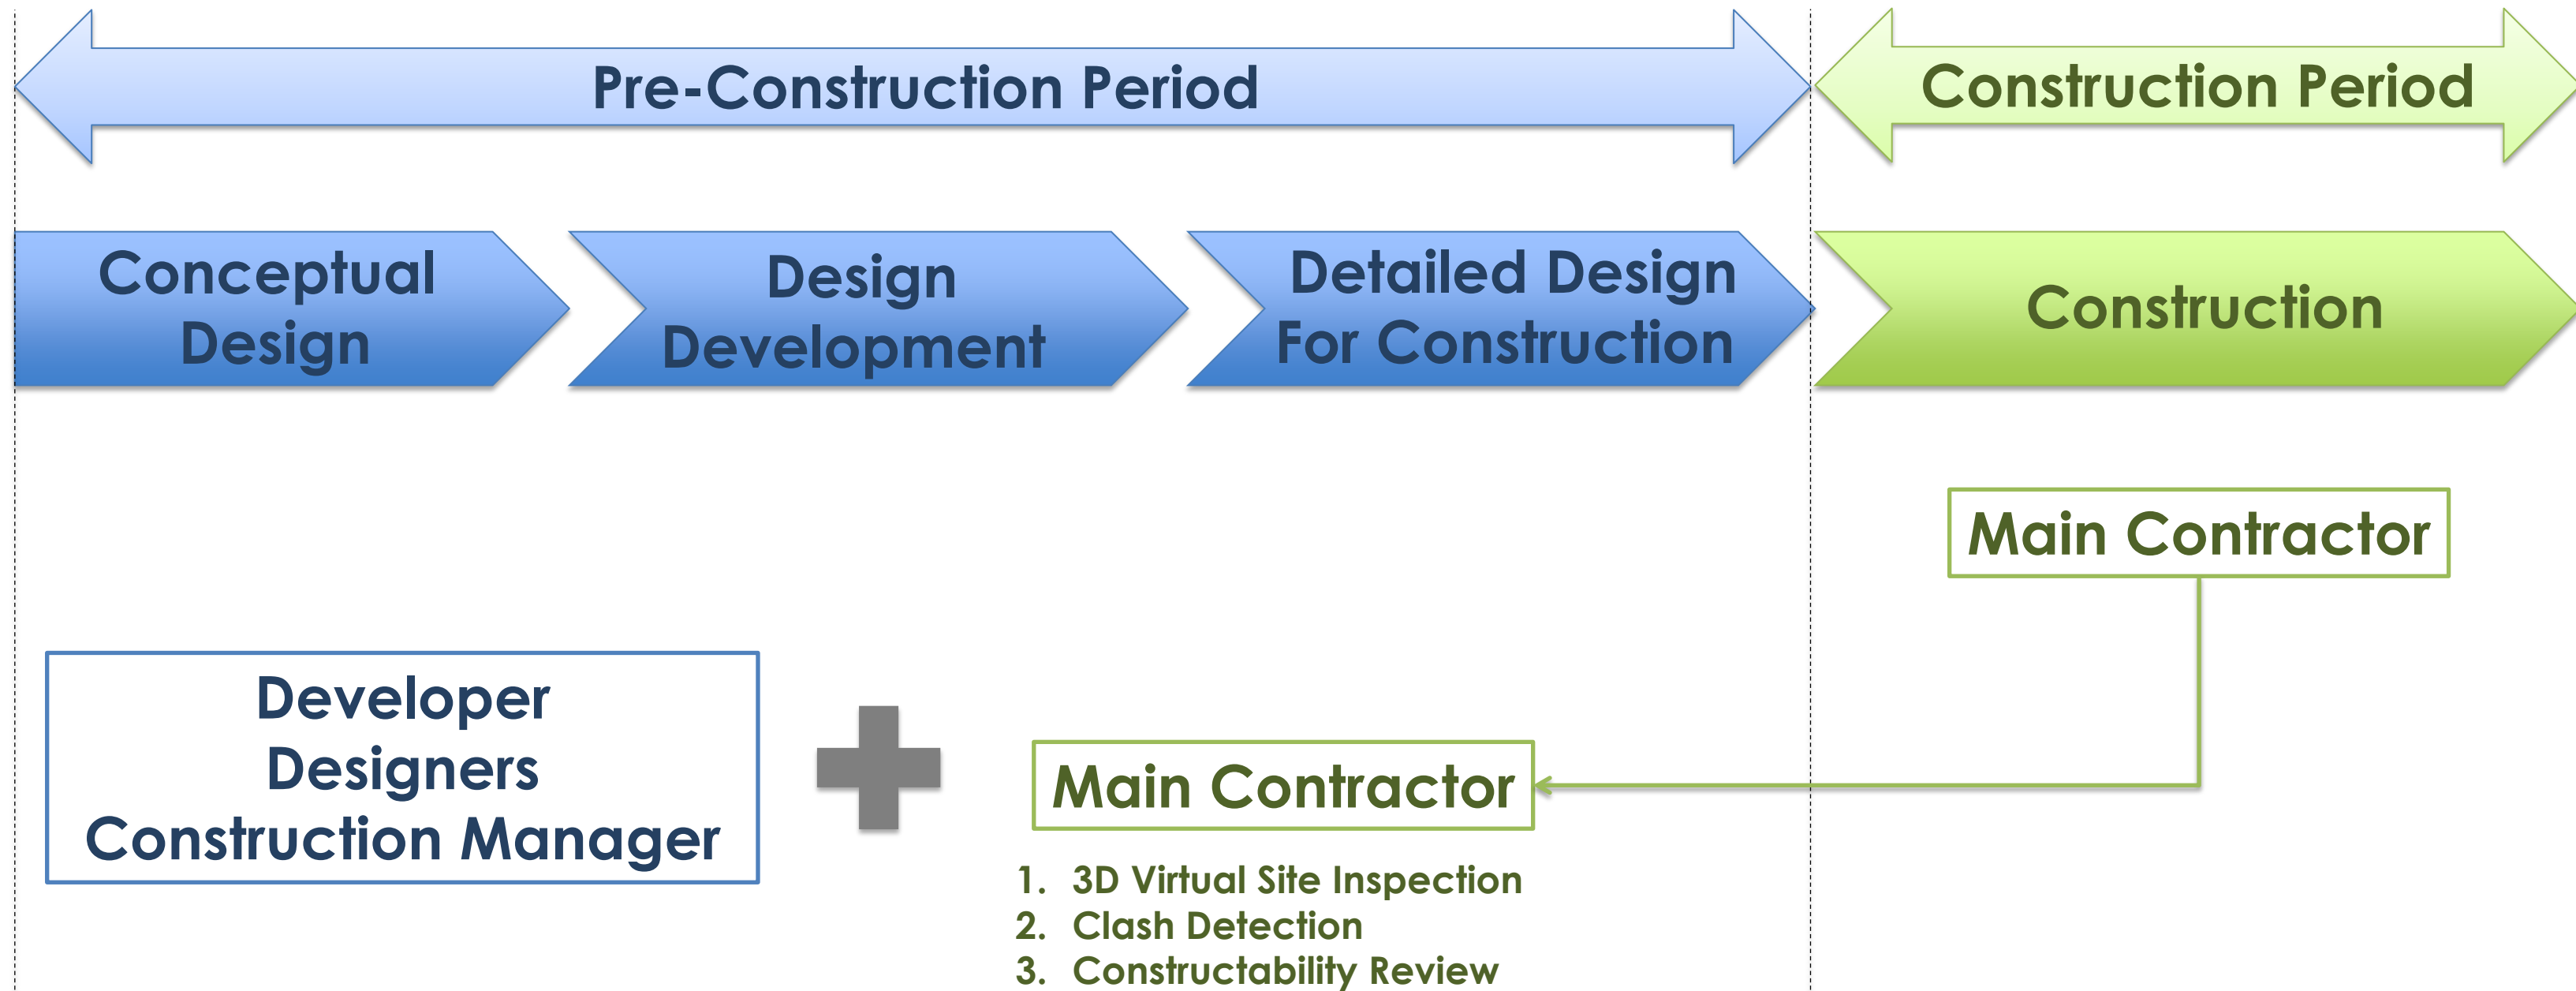 Pre-Construction Period
Construction Period
Conceptual
Design
Design
Development
Detailed Design
For Construction
Construction
Main Contractor
Developer
Designers
Construction Manager
Main Contractor
1. 3D Virtual Site Inspection
2. Clash Detection
3. Constructability Review